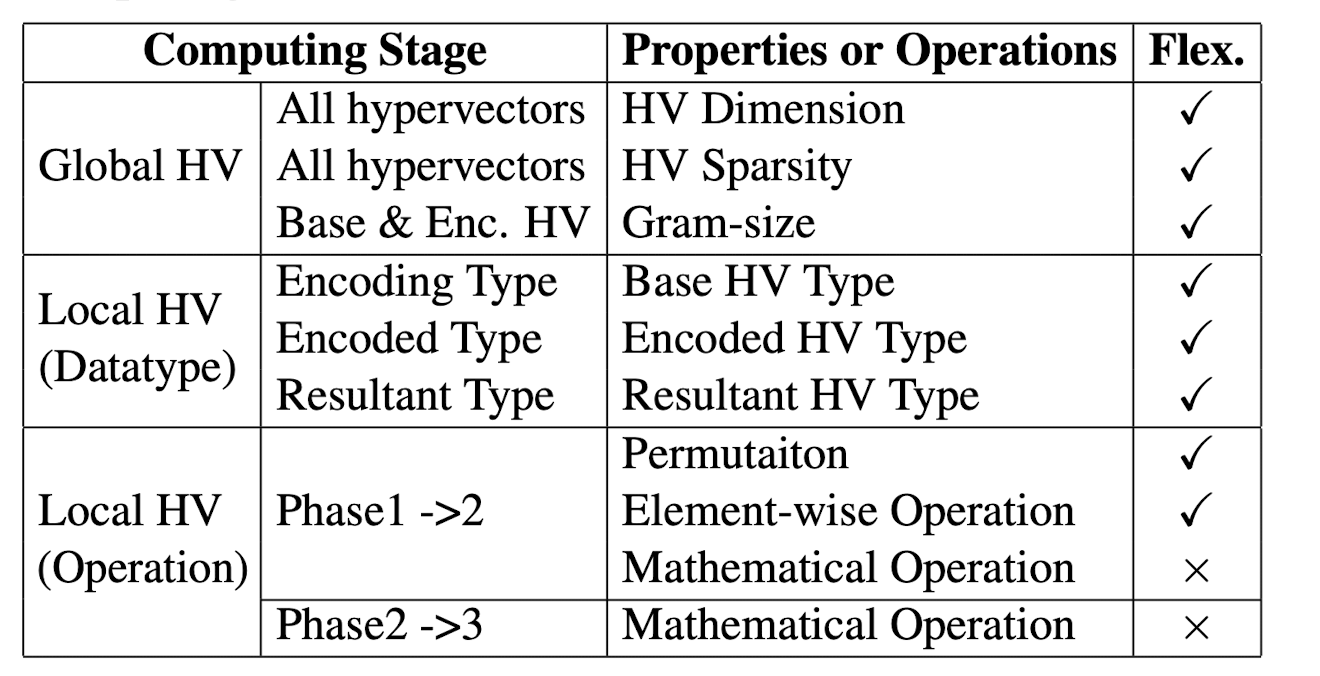 Computing Stage Properties or Operations Flex.
Global HV All hypervectors HV Dimension ✓
All hypervectors HV Sparsity ✓
Base & Enc. HV Gram-size ✓
Local HV (Datatype) Encoding Type Base HV Type ✓
Encoded Type Encoded HV Type ✓
Resultant Type Resultant HV Type ✓
Local HV (Operation) Phase1 ->2 Permutaiton ✓
Element-wise Operation ✓
Mathematical Operation ×
Phase2 ->3 Mathematical Operation ×